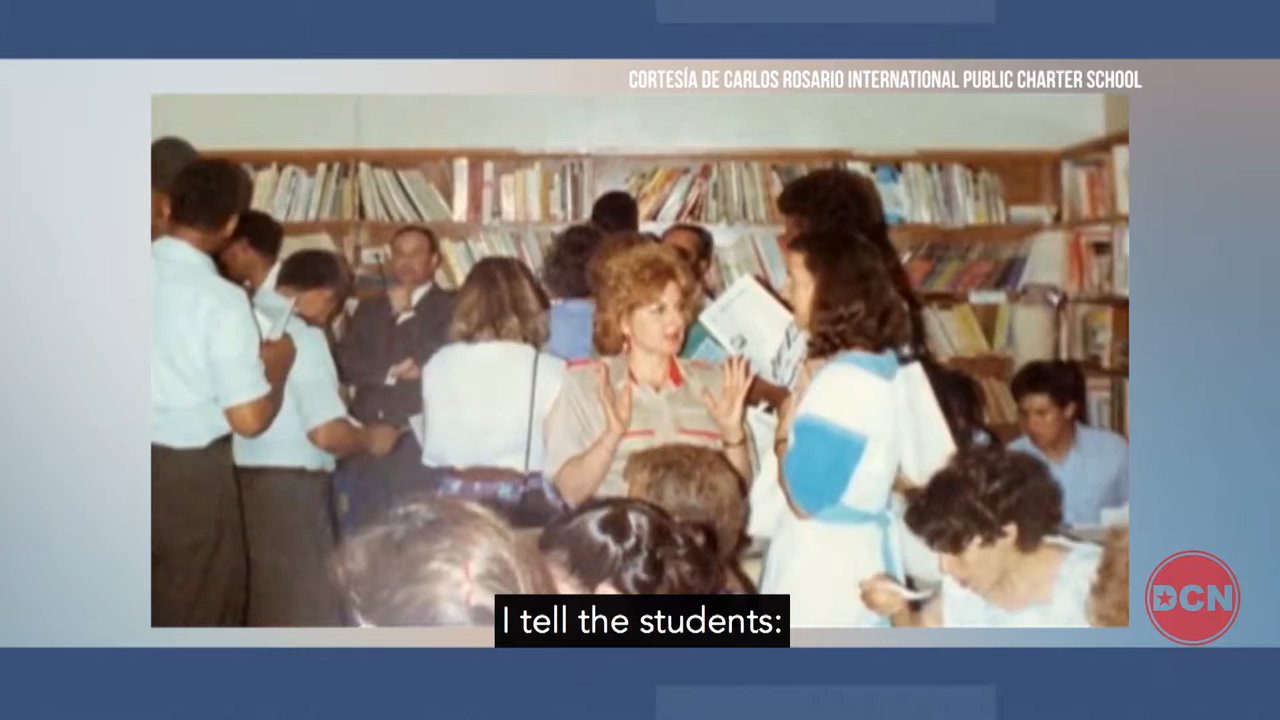 CORTESÍA DE CARLOS ROSARIO INTERNATIONAL PUBLIC CHARTER SCHOOL
DCN
I tell the students: